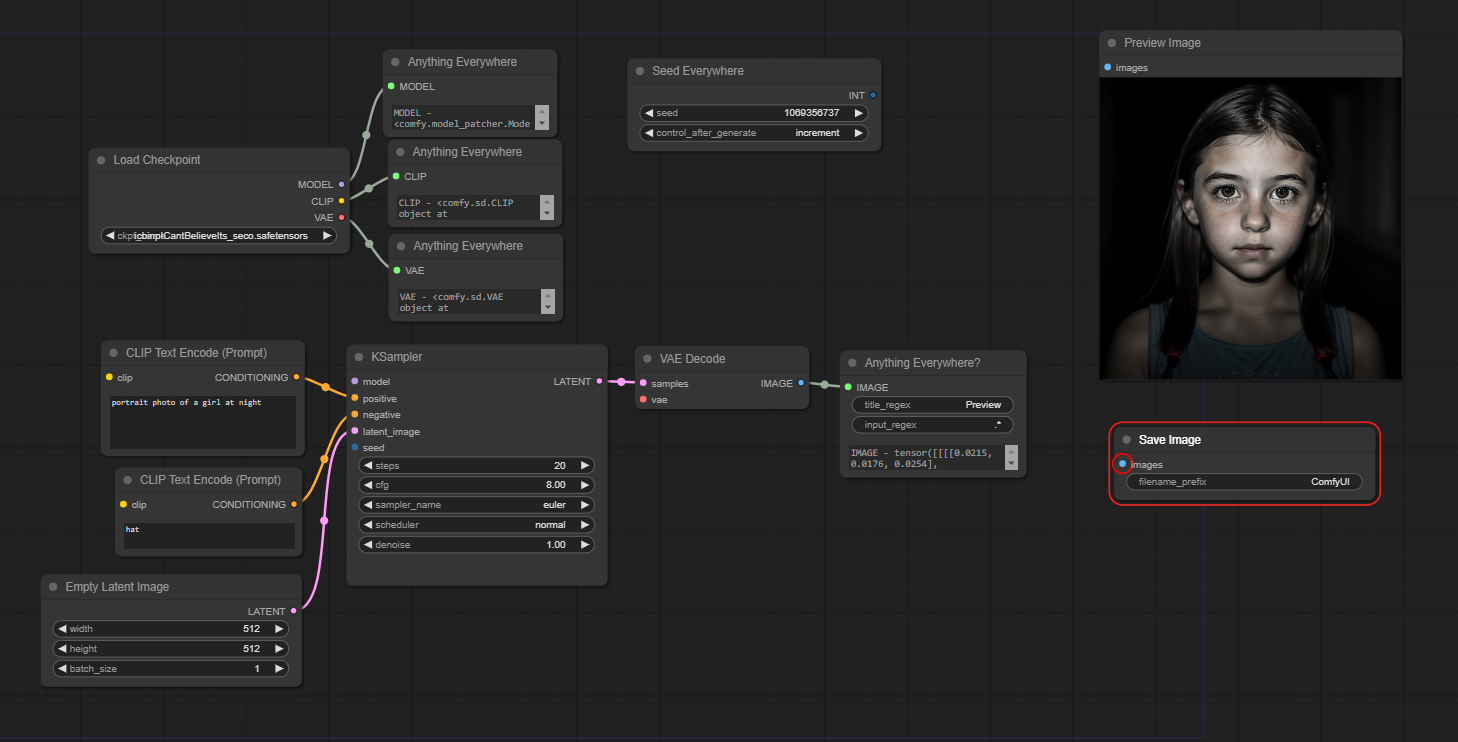 Anything Everywhere
MODEL
MODEL -
<comfy.model_patcher.Mode
Anything Everywhere
CLIP
CLIP - <comfy.sd.CLIP
object at
Anything Everywhere
VAE
VAE - <comfy.sd.VAE
object at
Load Checkpoint
MODEL
CLIP
VAE
CantBelieveIts_seco.safetensors
Seed Everywhere
INT
seed 1069356737
control_after_generate increment
Preview Image
images
CLIP Text Encode (Prompt)
clip CONDITIONING
portrait photo of a girl at night
CLIP Text Encode (Prompt)
clip CONDITIONING
hat
Empty Latent Image
LATENT
width 512
height 512
batch_size 1
KSampler
model LATENT
positive
negative
latent_image
seed
steps 20
cfg 8.00
sampler_name euler
scheduler normal
denoise 1.00
VAE Decode
samples IMAGE
vae
Anything Everywhere?
IMAGE
title_regex Preview
input_regex .*
IMAGE - tensor([[[[0.0215,
0.0176, 0.0254],
Save Image
images
filename_prefix ComfyUI